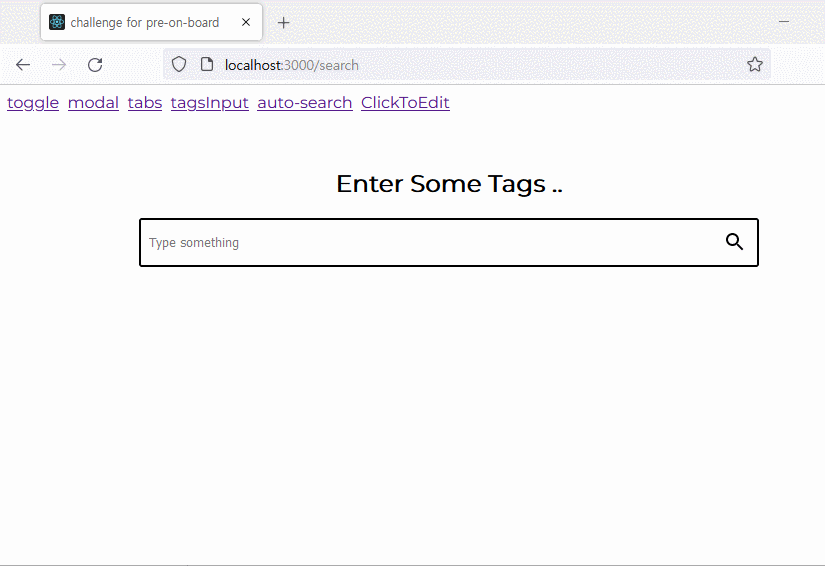 challenge for pre-on-board
localhost:3000/search
toggle modal tabs tagsInput auto-search ClickToEdit
Enter Some Tags ..
Type something